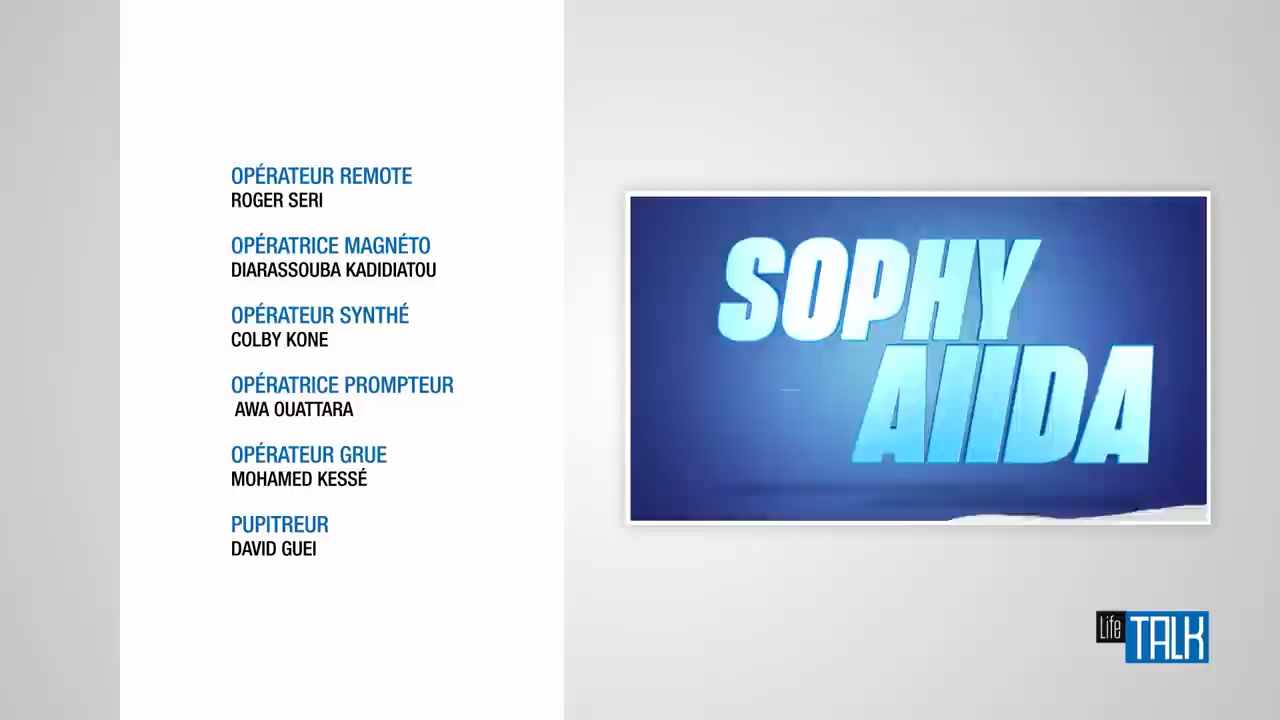 OPÉRATEUR REMOTE
ROGER SERI
OPÉRATRICE MAGNÉTO
DIARASSOUBA KADIDIATOU
OPÉRATEUR SYNTHÉ
COLBY KONE
OPÉRATRICE PROMPTEUR
AWA OUATTARA
OPÉRATEUR GRUE
MOHAMED KESSÉ
PUPITREUR
DAVID GUEI
SOPHY
AIIDA
Life TALK